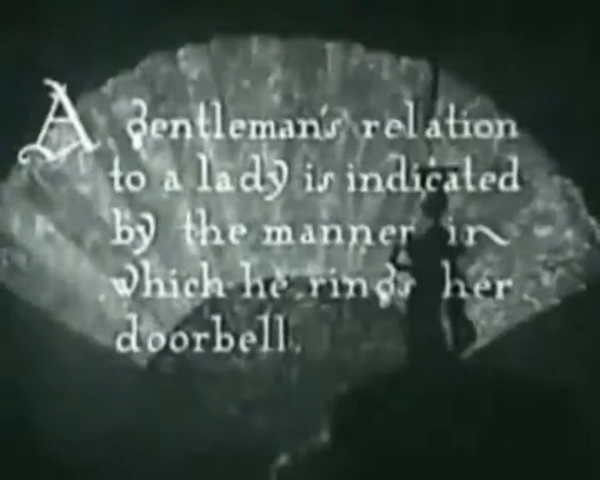 A gentleman's relation
to a lady is indicated
by the manner in
which he rings her
doorbell.